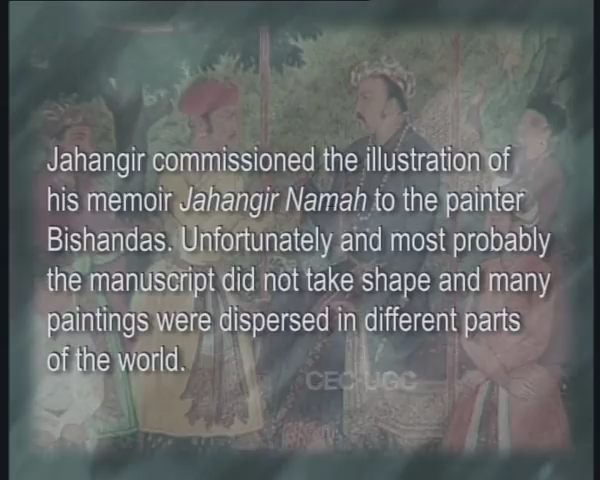 Jahangir commissioned the illustration of
his memoir Jahangir Namah to the painter
Bishandas. Unfortunately and most probably
the manuscript did not take shape and many
paintings were dispersed in different parts
of the world.
CEC-UGC